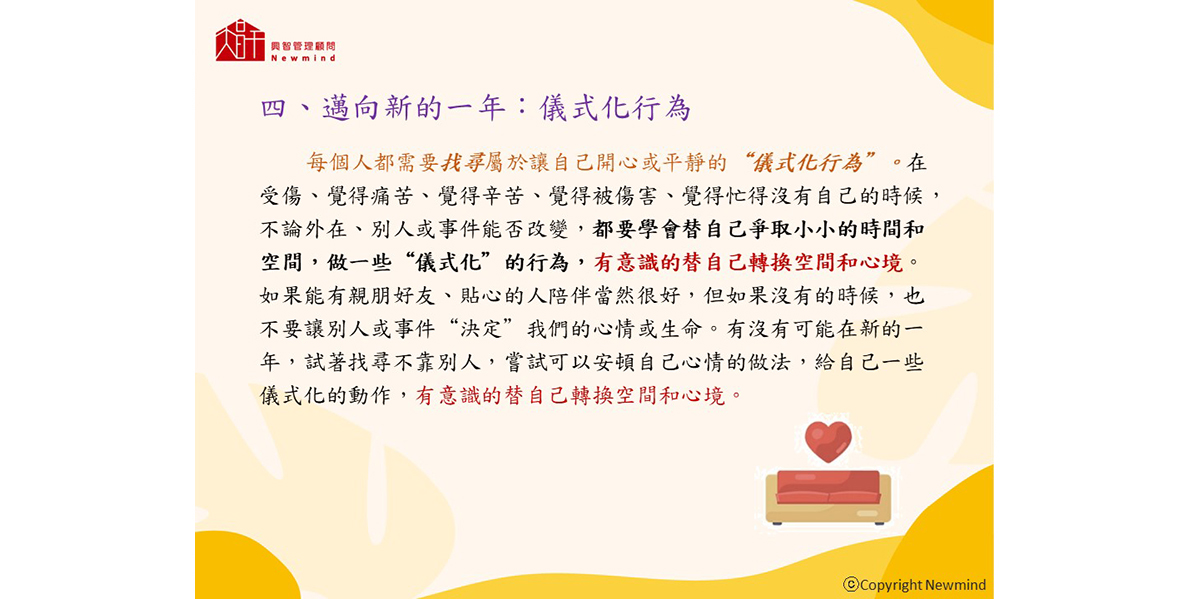 興智管理顧問
Newmind
四、邁向新的一年：儀式化行為
每個人都需要找尋屬於讓自己開心或平靜的“儀式化行為”。在
受傷、覺得痛苦、覺得辛苦、覺得被傷害、覺得忙得沒有自己的時候，
不論外在、別人或事件能否改變，都要學會替自己爭取小小的時間和
空間，做一些“儀式化”的行為，有意識的替自己轉換空間和心境。
如果能有親朋好友、貼心的人陪伴當然很好，但如果沒有的時候，也
不要讓別人或事件“決定”我們的心情或生命。有沒有可能在新的一
年，試著找尋不靠別人，嘗試可以安頓自己心情的做法，給自己一些
儀式化的動作，有意識的替自己轉換空間和心境。
ⓒCopyright Newmind